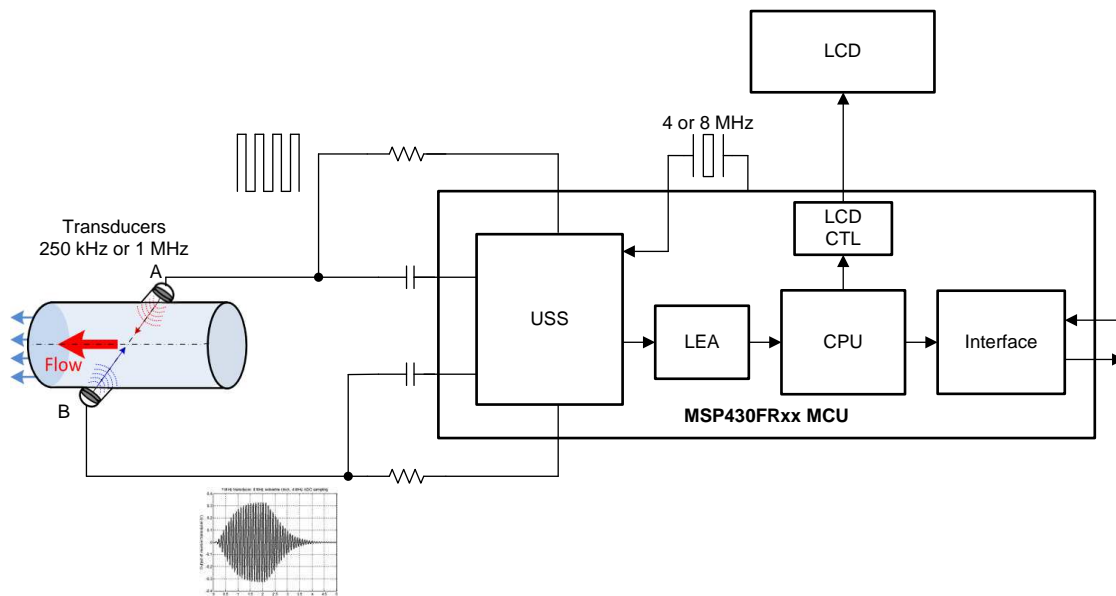 LCD
4 or 8 MHz
Transducers
250 kHz or 1 MHz
A
LCD
CTL
USS
LEA
CPU
Interface
Flow
B
MSP430FRxx MCU